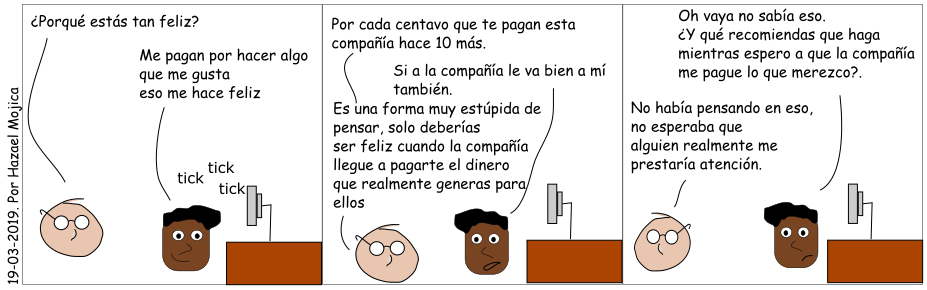 19-03-2019. Por Hazael Mojica
¿Porqué estás tan feliz?
Me pagan por hacer algo
que me gusta
eso me hace feliz
tick
tick
tick
Por cada centavo que te pagan esta
compañía hace 10 más.
Si a la compañía le va bien a mí
también.
Es una forma muy estúpida de
pensar, solo deberías
ser feliz cuando la compañía
llegue a pagarte el dinero
que realmente generas para
ellos
Oh vaya no sabía eso.
¿Y qué recomiendas que haga
mientras espero a que la compañía
me pague lo que merezco?.
No había pensando en eso,
no esperaba que
alguien realmente me
prestaría atención.